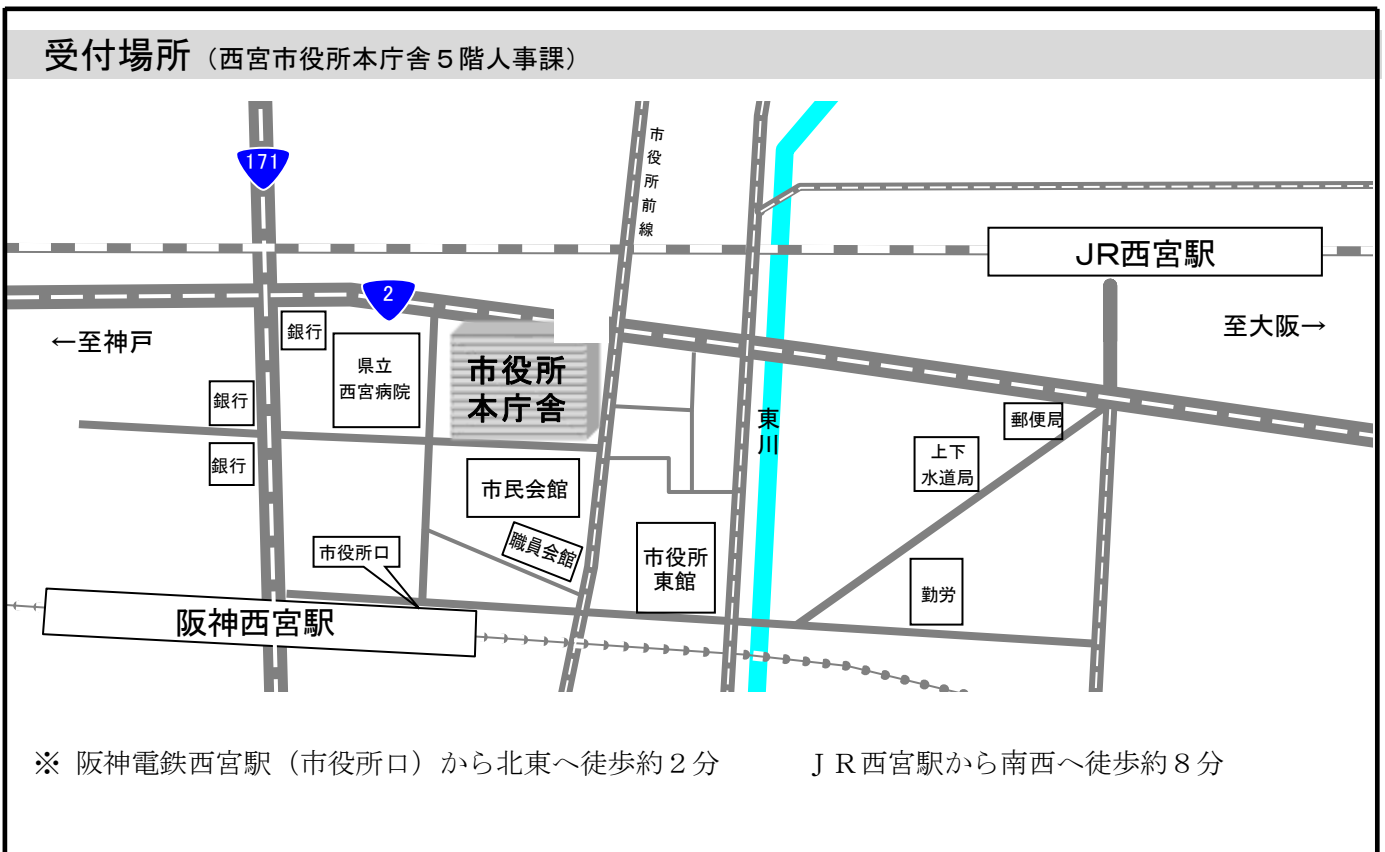 受付場所（西宮市役所本庁舎５階人事課）
171
市役所前線
JR西宮駅
2
←至神戸
至大阪→
銀行
県立
西宮病院
市役所
本庁舎
銀行
東川
郵便局
銀行
上下
水道局
市民会館
職員会館
市役所口
市役所
東館
勤労
阪神西宮駅
※ 阪神電鉄西宮駅（市役所口）から北東へ徒歩約２分　　　ＪＲ西宮駅から南西へ徒歩約８分